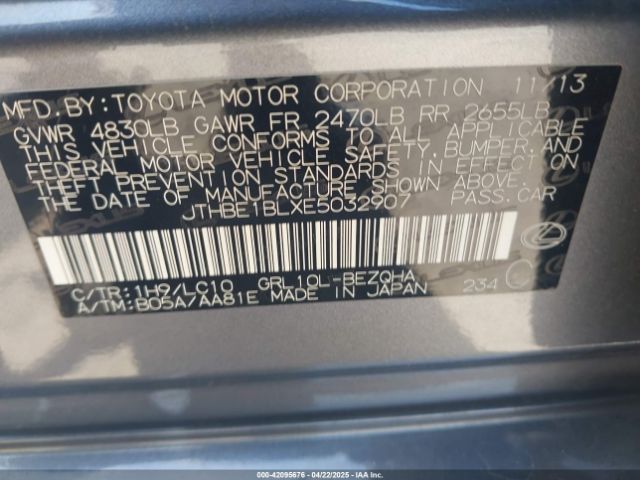 MFD. BY: TOYOTA MOTOR CORPORATION 11/13
GVWR 4830LB GAWR FR 2470LB RR 2655LB
THIS VEHICLE CONFORMS TO ALL APPLICABLE
FEDERAL MOTOR VEHICLE SAFETY, BUMPER, AND
THEFT PREVENTION STANDARDS IN EFFECT ON
THE DATE OF MANUFACTURE SHOWN ABOVE.
JTHBE1BLXE5032907 PASS. CAR
C/TR: 1H9/LC10 GRL10L-BEZQHA
A/TM: B05A/AA81E MADE IN JAPAN 234
000-42095676 - 04/22/2025 - IAAI.COM